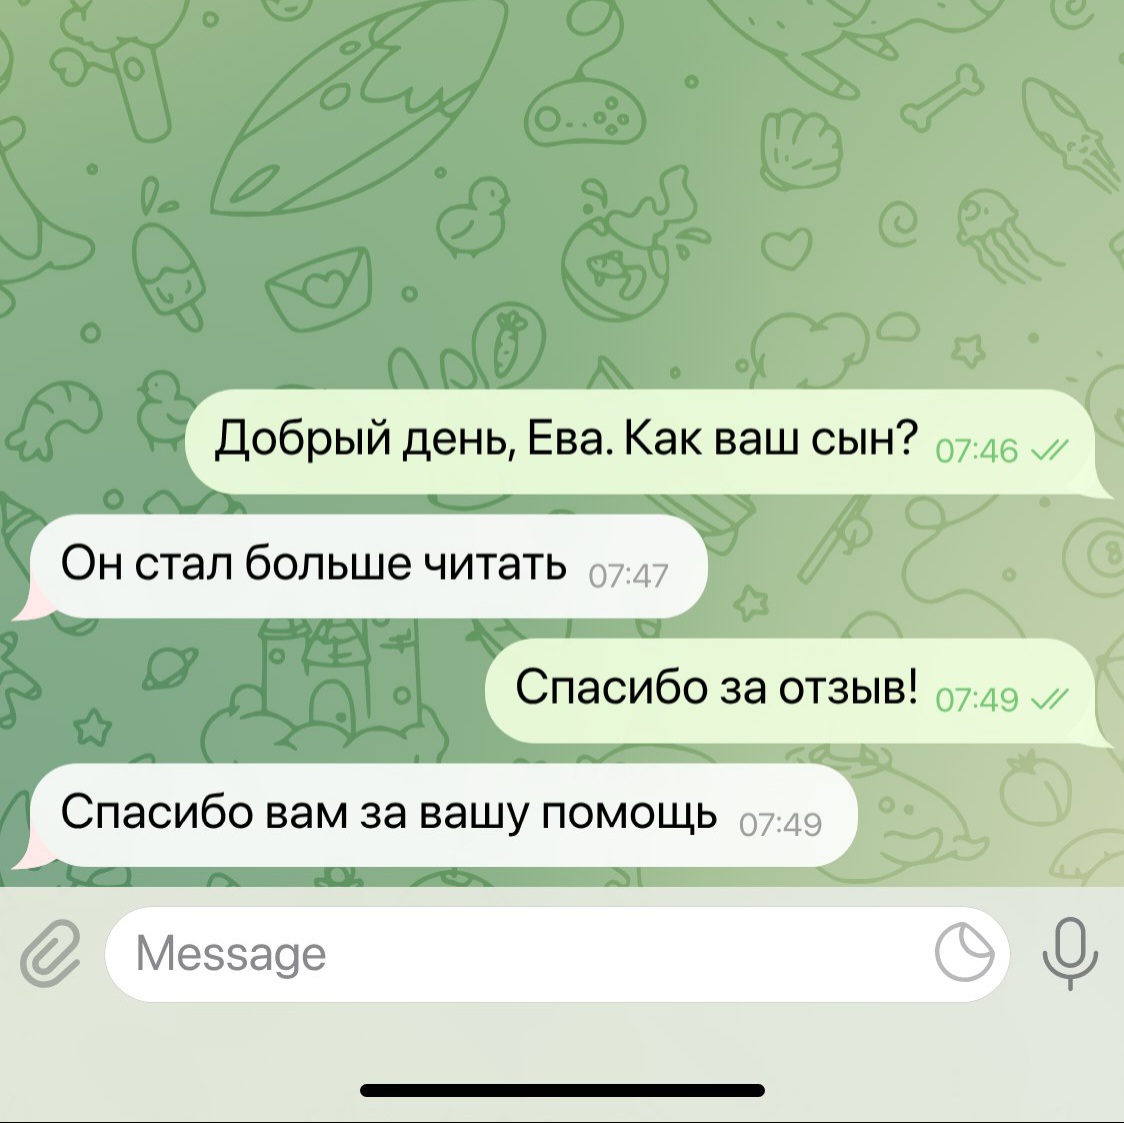 Добрый день, Ева. Как ваш сын? 07:46
Он стал больше читать 07:47
Спасибо за отзыв! 07:49
Спасибо вам за вашу помощь 07:49
Message